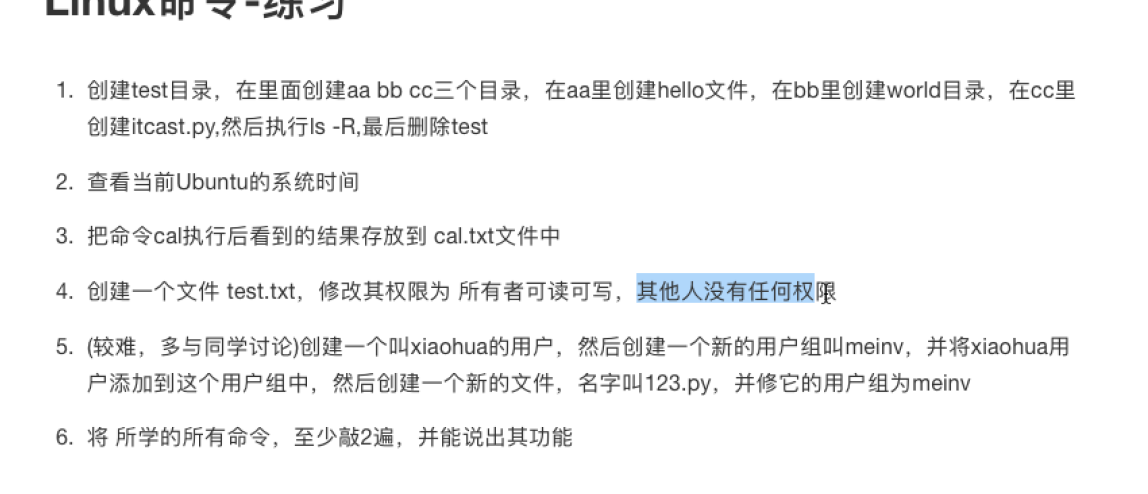 Linux命令-练习
1. 创建test目录，在里面创建aa bb cc三个目录，在aa里创建hello文件，在bb里创建world目录，在cc里
创建itcast.py,然后执行ls -R,最后删除test
2. 查看当前Ubuntu的系统时间
3. 把命令cal执行后看到的结果存放到 cal.txt文件中
4. 创建一个文件 test.txt，修改其权限为 所有者可读可写，其他人没有任何权限
5. (较难，多与同学讨论)创建一个叫xiaohua的用户，然后创建一个新的用户组叫meinv，并将xiaohua用
户添加到这个用户组中，然后创建一个新的文件，名字叫123.py，并修它的用户组为meinv
6. 将 所学的所有命令，至少敲2遍，并能说出其功能